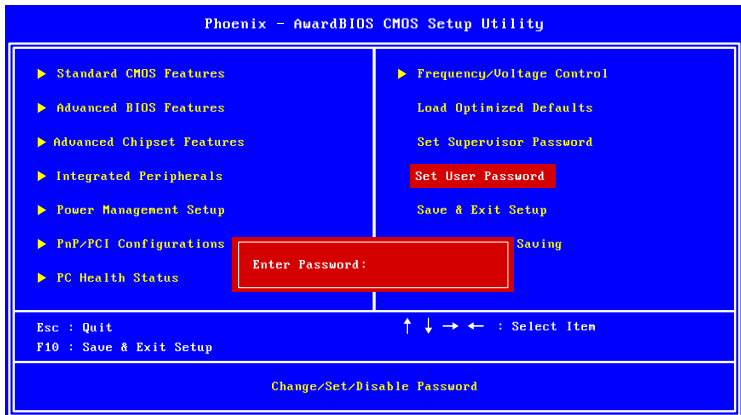 Phoenix - AwardBIOS CMOS Setup Utility
Standard CMOS Features
Advanced BIOS Features
Advanced Chipset Features
Integrated Peripherals
Power Management Setup
PnP/PCI Configurations
PC Health Status
Frequency/Voltage Control
Load Optimized Defaults
Set Supervisor Password
Set User Password
Save & Exit Setup
Saving
Enter Password:
Esc : Quit
F10 : Save & Exit Setup
↑ ↓ → ← : Select Item
Change/Set/Disable Password